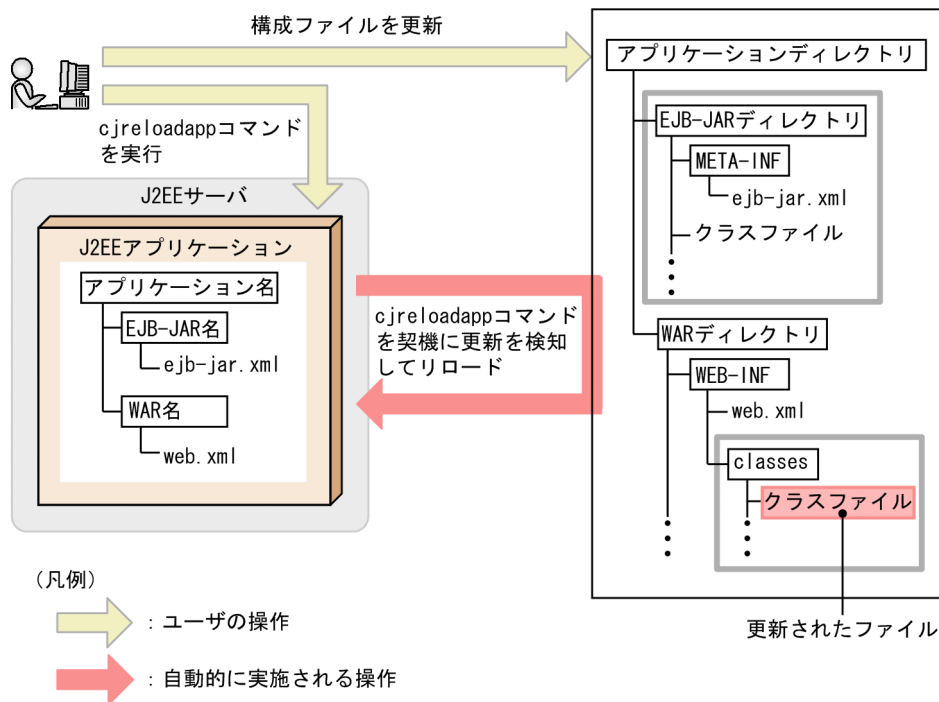 構成ファイルを更新
cjreloadappコマンド
を実行
J2EEサーバ
J2EEアプリケーション
アプリケーション名
EJB-JAR名
ejb-jar.xml
WAR名
web.xml
cjreloadappコマンド
を契機に更新を検知
してリロード
アプリケーションディレクトリ
EJB-JARディレクトリ
META-INF
ejb-jar.xml
クラスファイル
WARディレクトリ
WEB-INF
web.xml
classes
クラスファイル
更新されたファイル
（凡例）
：ユーザの操作
：自動的に実施される操作